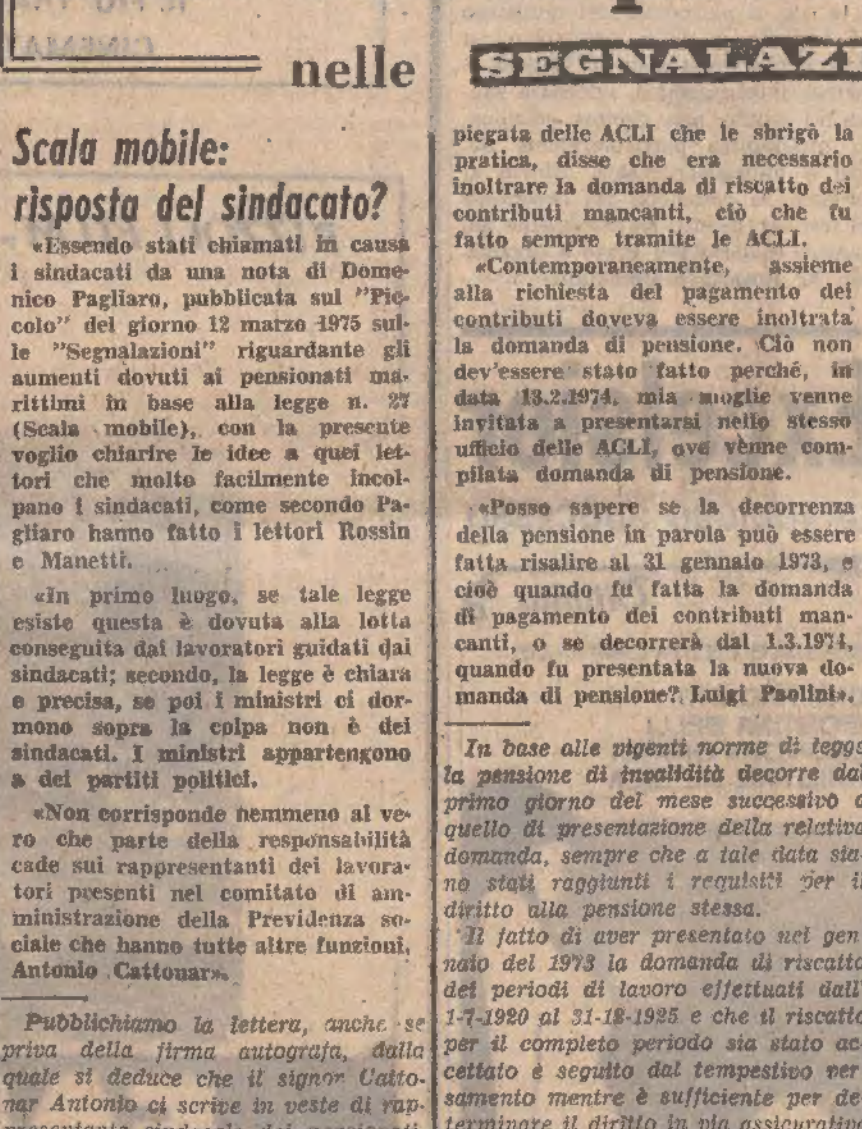 nelle
SEGNALAZI
Scala mobile:
risposta del sindacato?
«Essendo stati chiamati in causa
i sindacati da una nota di Dome-
nico Pagliaro, pubblicata sul "Pic-
colo" del giorno 12 marzo 1975 sul-
le "Segnalazioni" riguardante gli
aumenti dovuti ai pensionati ma-
rittimi in base alla legge n. 27
(Scala mobile), con la presente
voglio chiarire le idee a quei let-
tori che molto facilmente incol-
pano i sindacati, come secondo Pa-
gliaro hanno fatto i lettori Rossin
e Manetti.
«In primo luogo, se tale legge
esiste questa è dovuta alla lotta
conseguita dai lavoratori guidati dai
sindacati; secondo, la legge è chiara
e precisa, se poi i ministri ci dor-
mono sopra la colpa non è dei
sindacati. I ministri appartengono
a dei partiti politici.
«Non corrisponde nemmeno al ve-
ro che parte della responsabilità
cade sui rappresentanti dei lavora-
tori presenti nel comitato di am-
ministrazione della Previdenza so-
ciale che hanno tutte altre funzioni,
Antonio Cattonar».
Pubblichiamo la lettera, anche se
priva della firma autografa, dalla
quale si deduce che il signor Catto-
nar Antonio ci scrive in veste di rap-
piegata delle ACLI che le sbrigò la
pratica, disse che era necessario
inoltrare la domanda di riscatto dei
contributi mancanti, ciò che fu
fatto sempre tramite le ACLI.
«Contemporaneamente, assieme
alla richiesta del pagamento dei
contributi doveva essere inoltrata
la domanda di pensione. Ciò non
dev'essere stato fatto perché, in
data 13.2.1974, mia moglie venne
invitata a presentarsi nello stesso
ufficio delle ACLI, ove venne com-
pilata domanda di pensione.
«Posso sapere se la decorrenza
della pensione in parola può essere
fatta risalire al 31 gennaio 1973, e
cioè quando fu fatta la domanda
di pagamento dei contributi man-
canti, o se decorrerà dal 1.3.1974,
quando fu presentata la nuova do-
manda di pensione? Luigi Paolini».
In base alle vigenti norme di legge
la pensione di invalidità decorre dal
primo giorno del mese successivo a
quello di presentazione della relativa
domanda, sempre che a tale data sia-
no stati raggiunti i requisiti per il
diritto alla pensione stessa.
Il fatto di aver presentato nel gen-
naio del 1973 la domanda di riscatto
dei periodi di lavoro effettuati dall'
1-7-1920 al 31-12-1925 e che il riscatto
per il completo periodo sia stato ac-
cettato è seguito dal tempestivo ver-
samento mentre è sufficiente per de-
terminare il diritto in via assicurativa